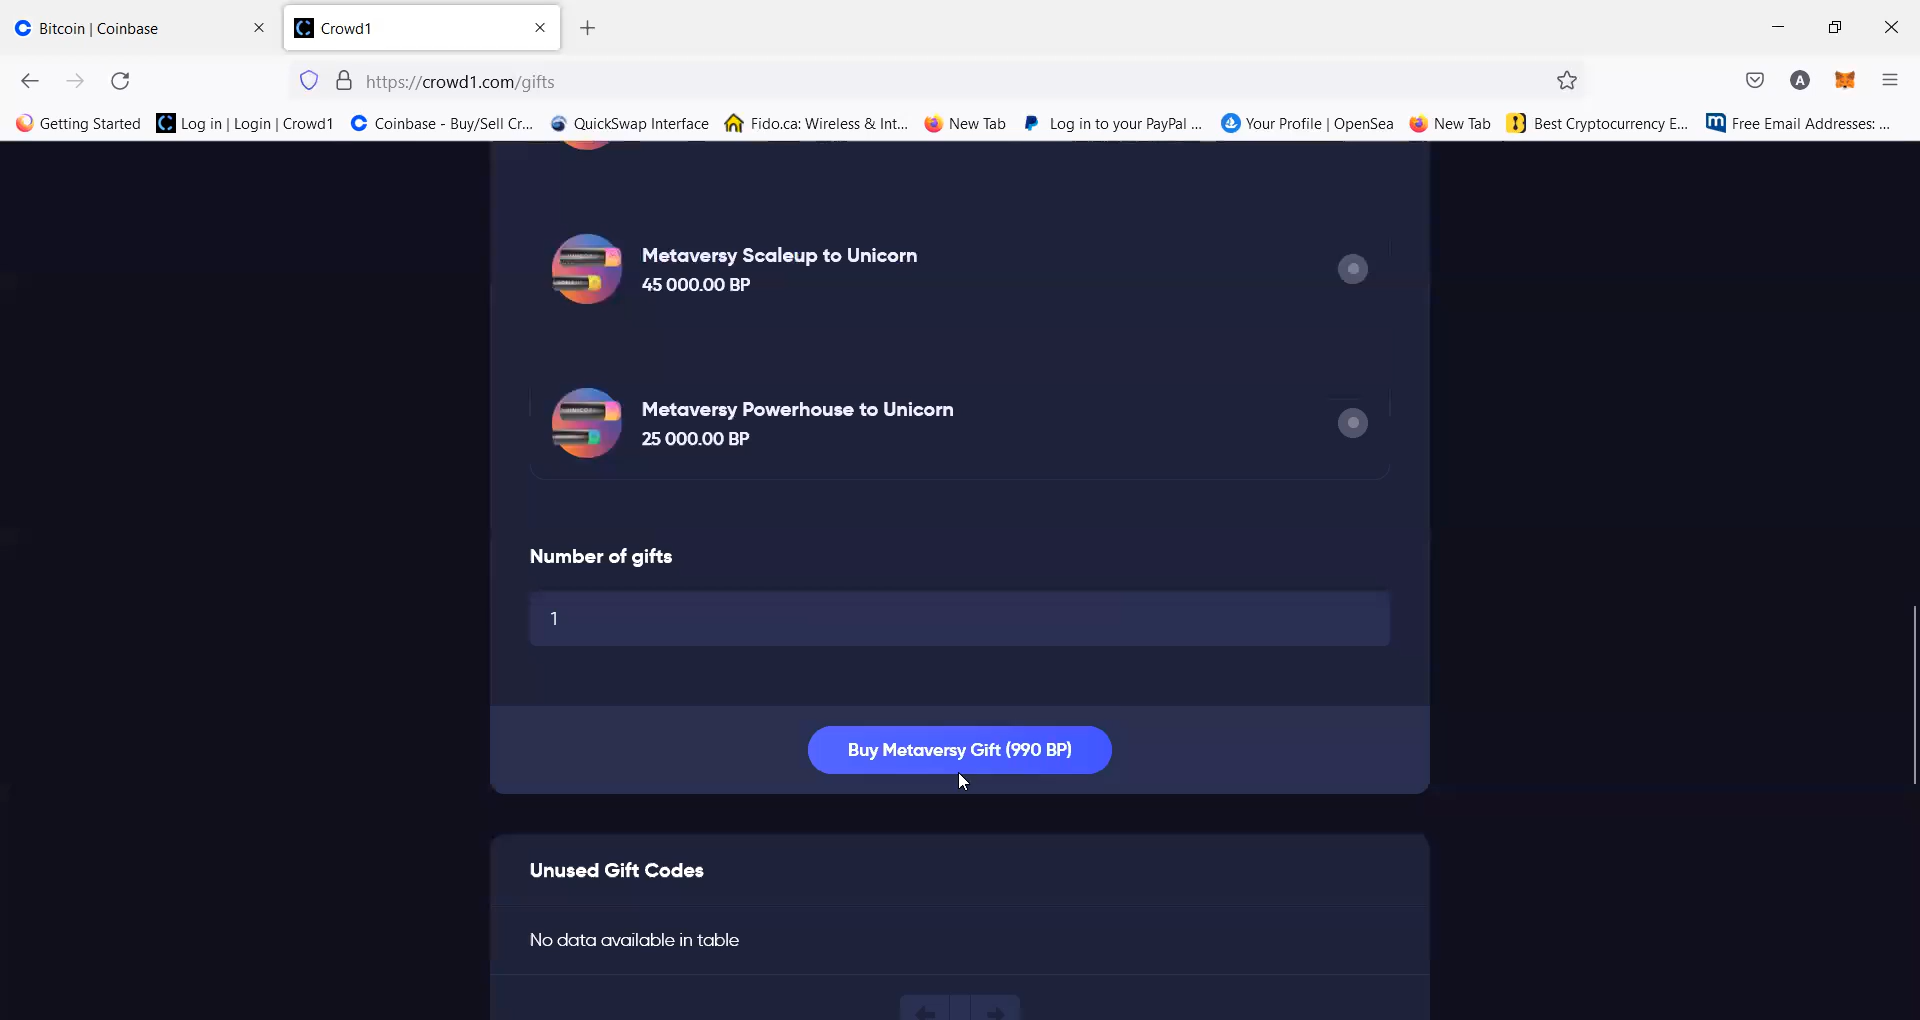 Bitcoin | Coinbase
Crowd1
https://crowd1.com/gifts
A
Getting Started
Log in | Login | Crowd1
Coinbase - Buy/Sell Cr...
QuickSwap Interface
Fido.ca: Wireless & Int...
New Tab
Log in to your PayPal ...
Your Profile | OpenSea
New Tab
Best Cryptocurrency E...
Free Email Addresses: ...
Metaversy Scaleup to Unicorn
45 000.00 BP
Metaversy Powerhouse to Unicorn
25 000.00 BP
Number of gifts
1
Buy Metaversy Gift (990 BP)
Unused Gift Codes
No data available in table